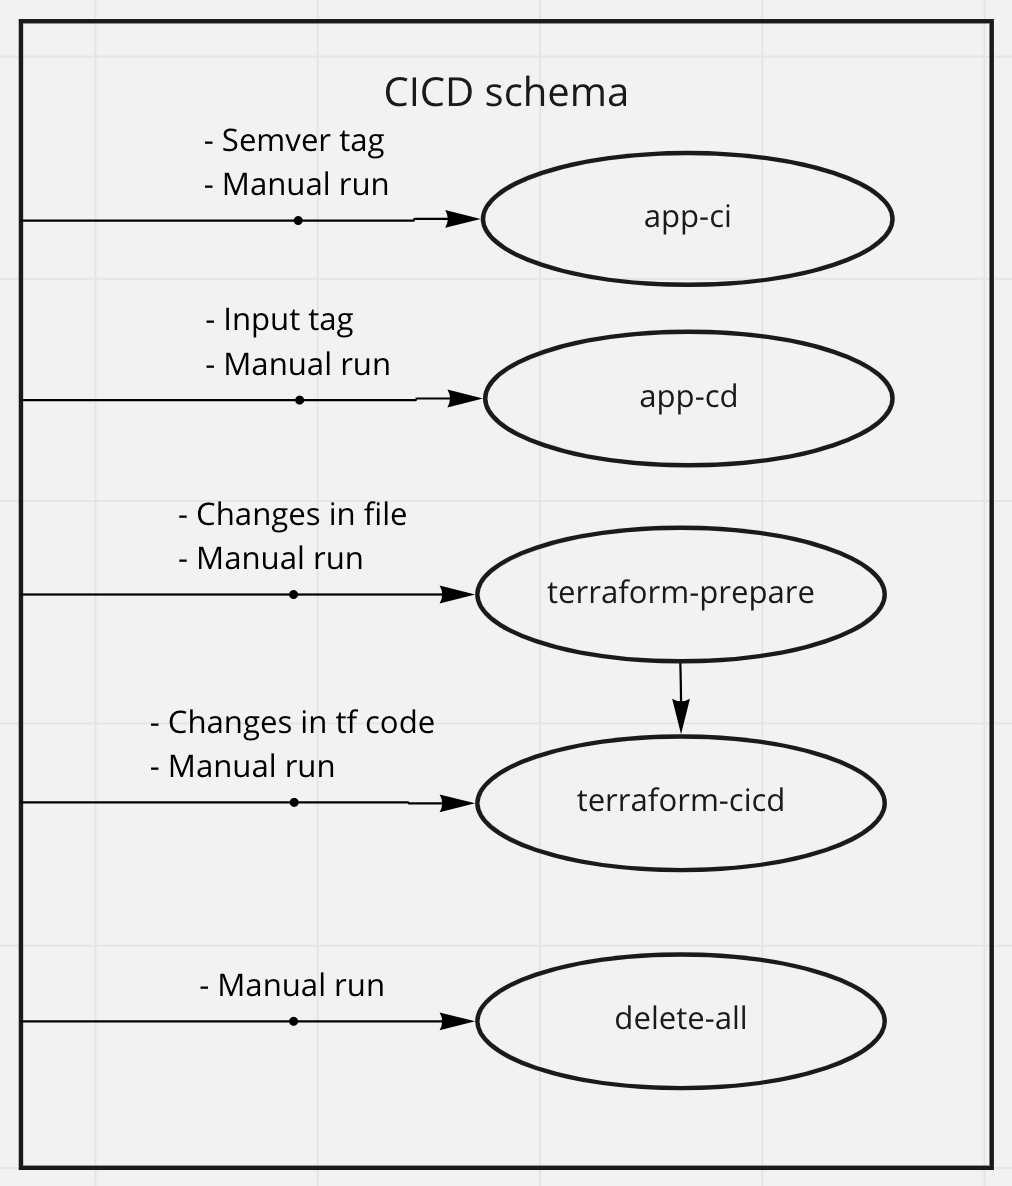 CICD schema
- Semver tag
- Manual run
app-ci
- Input tag
- Manual run
app-cd
- Changes in file
- Manual run
terraform-prepare
- Changes in tf code
- Manual run
terraform-cicd
- Manual run
delete-all